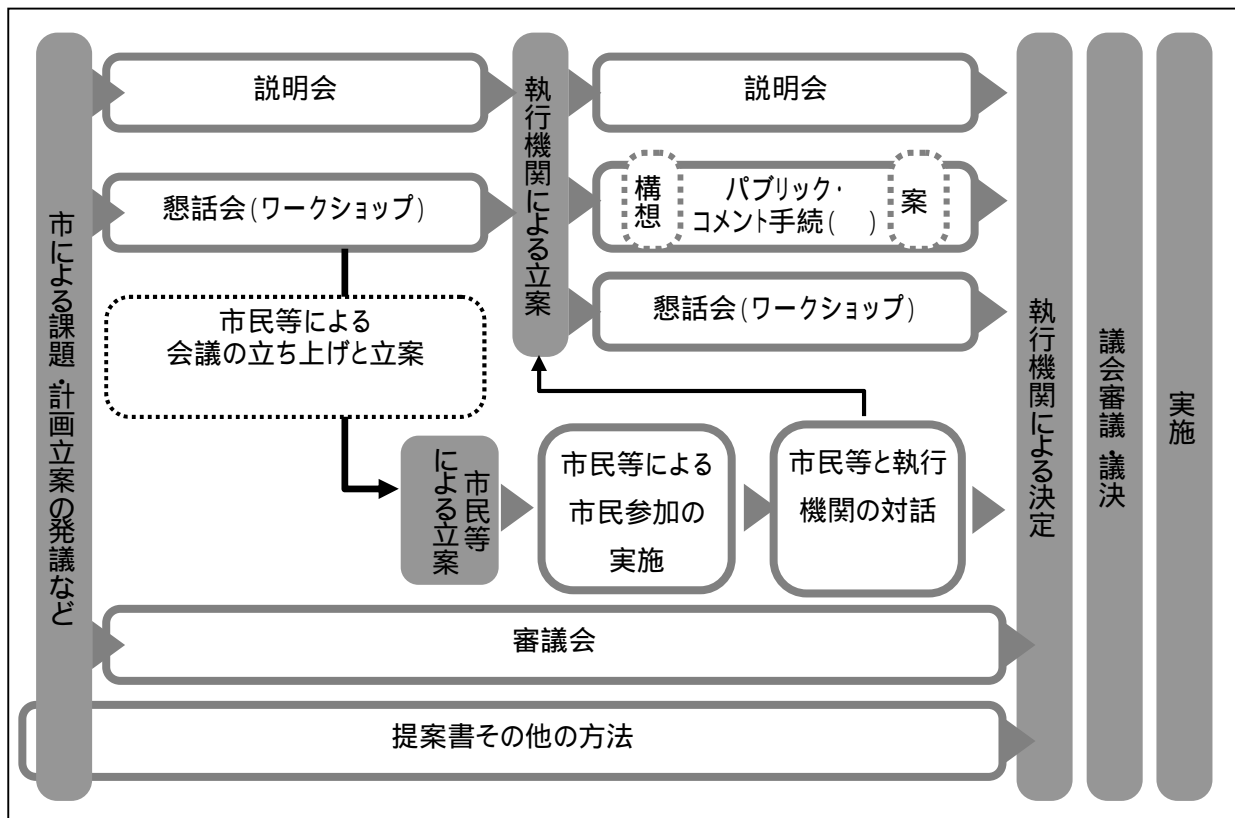 市による課題・計画立案の発議など
説明会
懇話会(ワークショップ)
市民等による
会議の立ち上げと立案
執行機関による立案
説明会
構想
パブリック・
コメント手続(　)
案
懇話会(ワークショップ)
市民等
による立案
市民等による
市民参加の
実施
市民等と執行
機関の対話
審議会
提案書その他の方法
執行機関による決定
議会審議・議決
実施